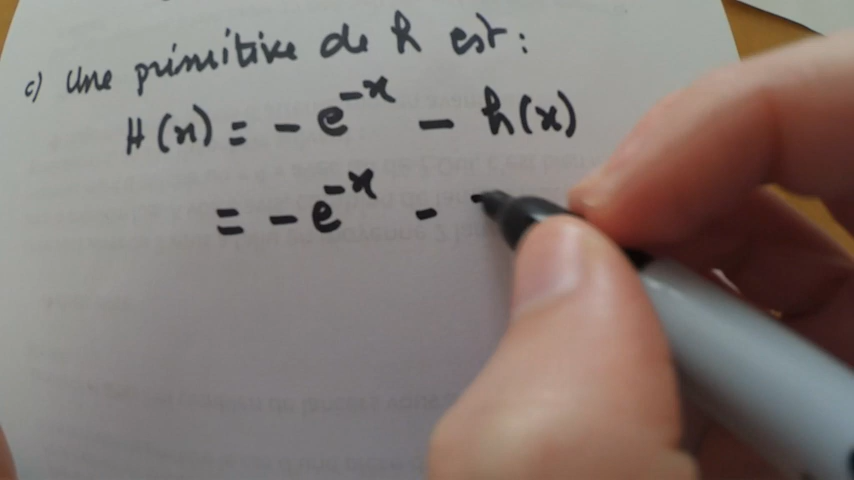 c) Une primitive de h est :
H(x) = - e^{-x} - h(x)
= - e^{-x} -